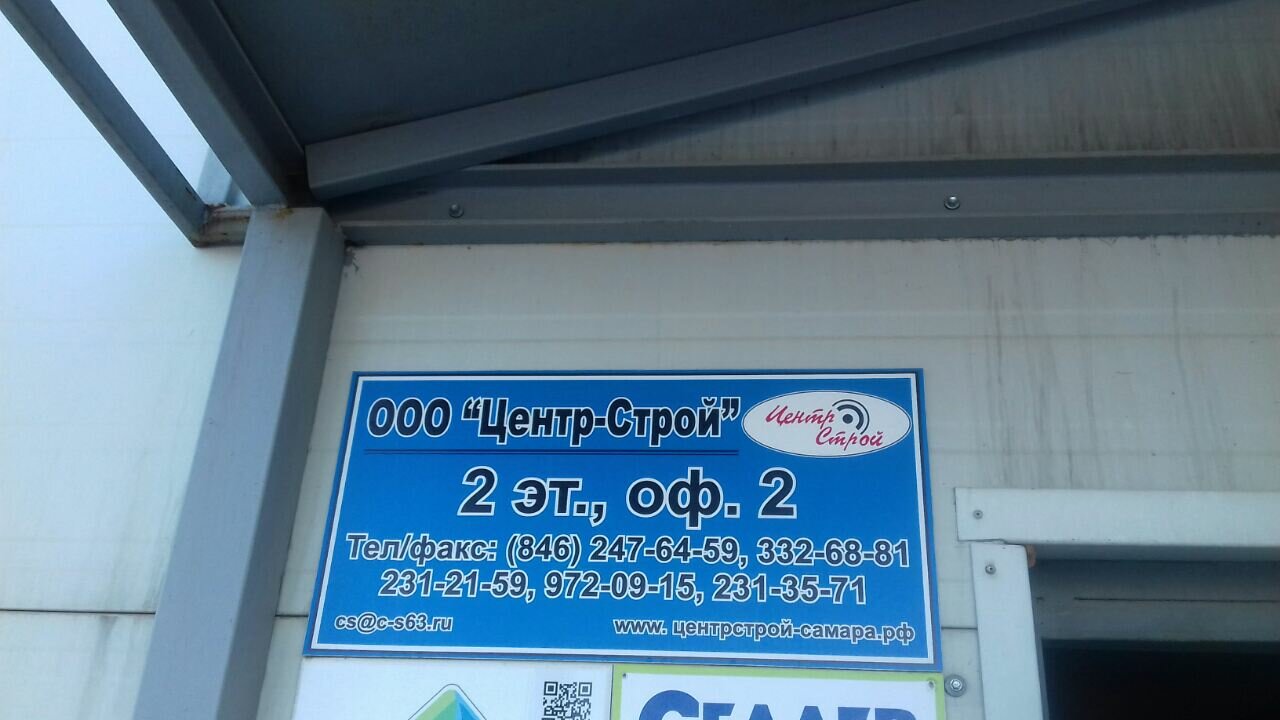 ООО "Центр-Строй"
Центр Строй
2 эт., оф. 2
Тел/факс: (846) 247-64-59, 332-68-81
231-21-59, 972-09-15, 231-35-71
cs@c-s63.ru
www. центрстрой-самара.рф